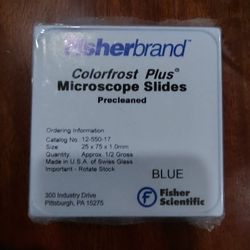 fisherbrand™
Colorfrost Plus®
Microscope Slides
Precleaned
Ordering Information
Catalog No. 12-550-17
Size 25 x 75 x 1.0mm
Quantity Approx. 1/2 Gross
Made in U.S.A. of Swiss Glass
Important - Rotate Stock
BLUE
300 Industry Drive
Pittsburgh, PA 15275
Fisher
Scientific